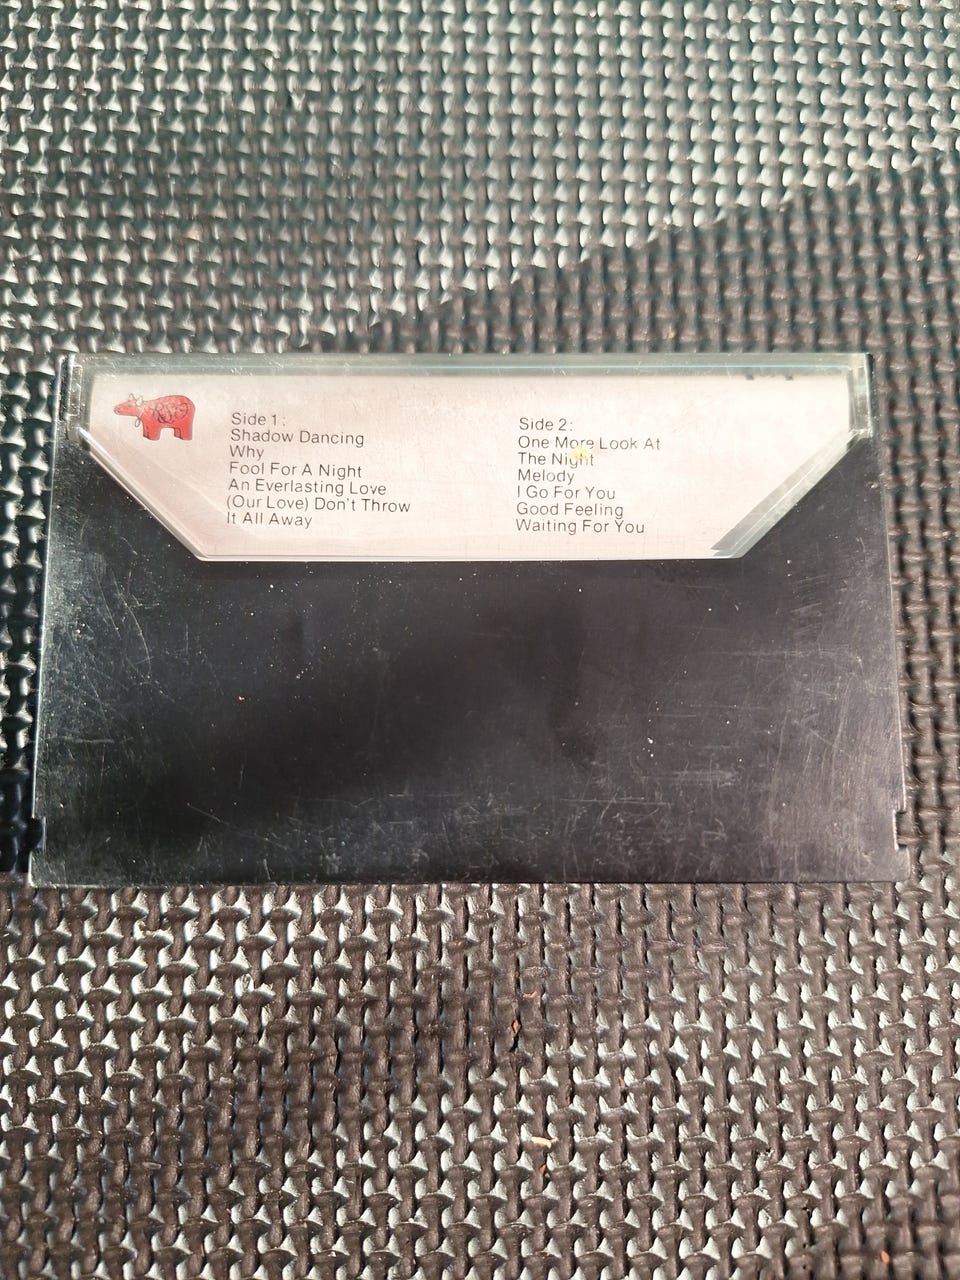 RSO
Side 1:
Shadow Dancing
Why
Fool For A Night
An Everlasting Love
(Our Love) Don't Throw
It All Away
Side 2:
One More Look At
The Night
Melody
I Go For You
Good Feeling
Waiting For You